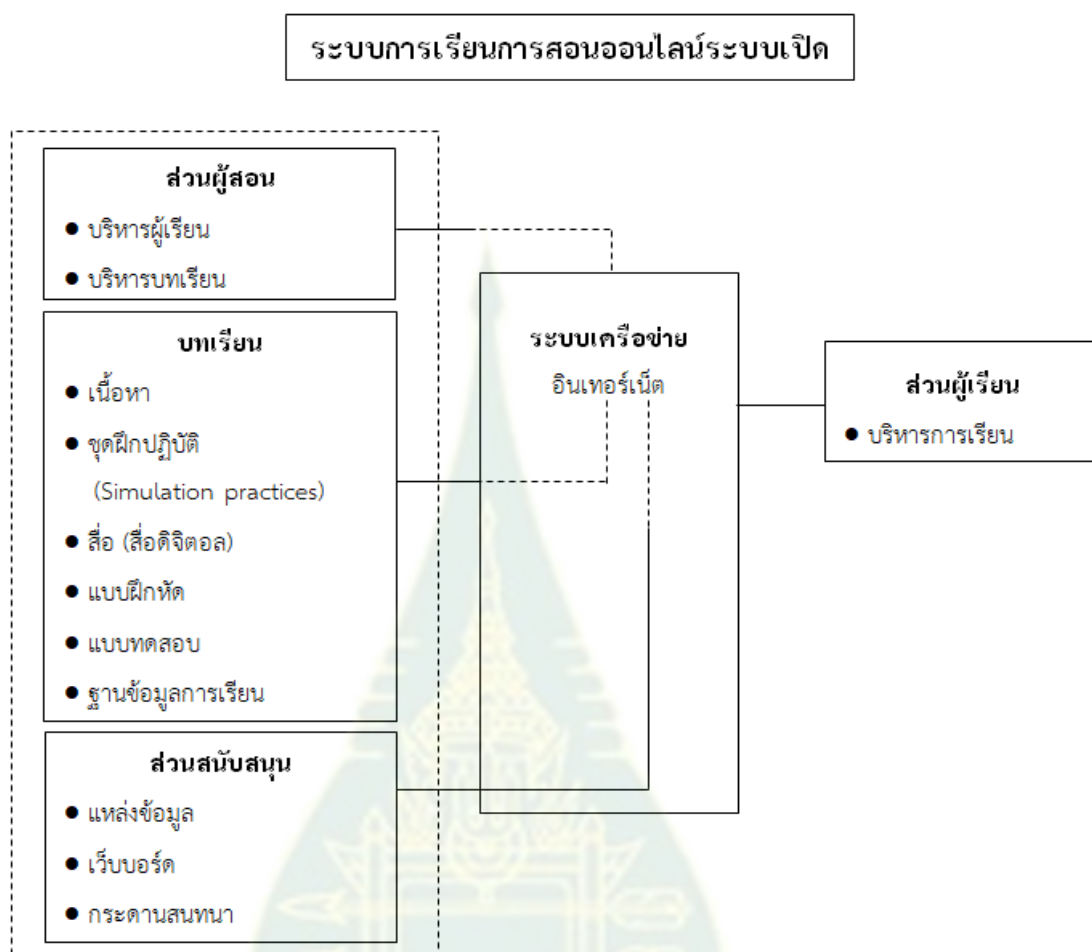 ระบบการเรียนการสอนออนไลน์ระบบเปิด
ส่วนผู้สอน
● บริหารผู้เรียน
● บริหารบทเรียน
บทเรียน
● เนื้อหา
● ชุดฝึกปฏิบัติ
(Simulation practices)
● สื่อ (สื่อดิจิตอล)
● แบบฝึกหัด
● แบบทดสอบ
● ฐานข้อมูลการเรียน
ส่วนสนับสนุน
● แหล่งข้อมูล
● เว็บบอร์ด
● กระดานสนทนา
ระบบเครือข่าย
อินเทอร์เน็ต
ส่วนผู้เรียน
● บริหารการเรียน